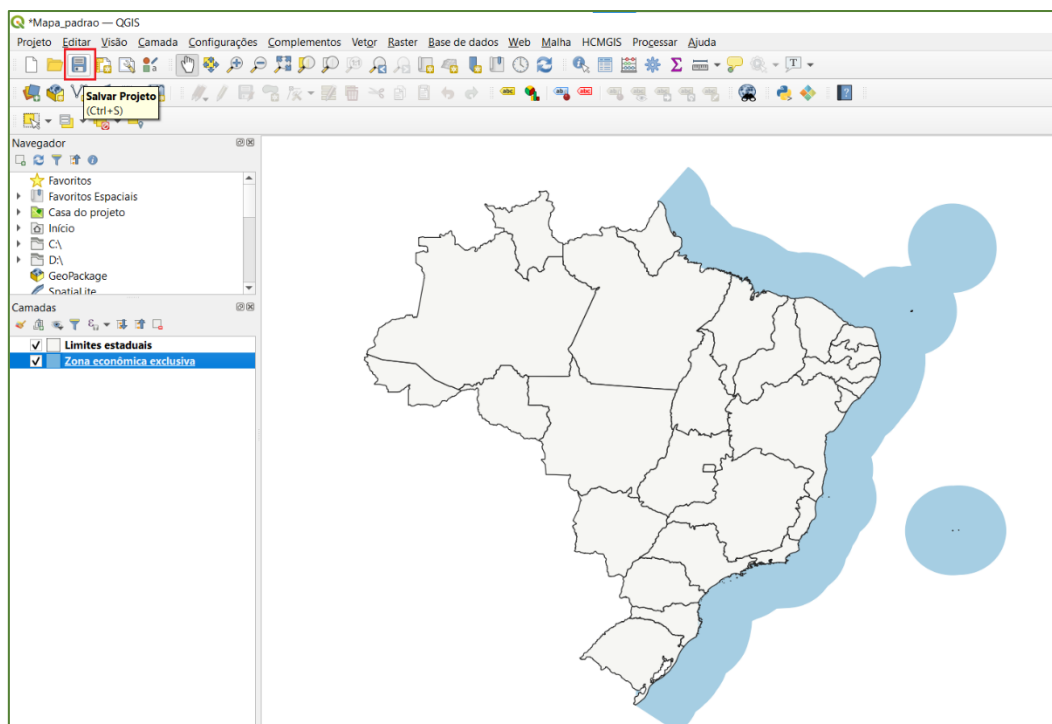 *Mapa_padrao — QGIS
Projeto Editar Visão Camada Configurações Complementos Vetor Raster Base de dados Web Malha HCMGIS Processar Ajuda
Salvar Projeto
(Ctrl+S)
Navegador
Favoritos
Favoritos Espaciais
Casa do projeto
Início
C:\
D:\
GeoPackage
SpatiaLite
Camadas
Limites estaduais
Zona econômica exclusiva